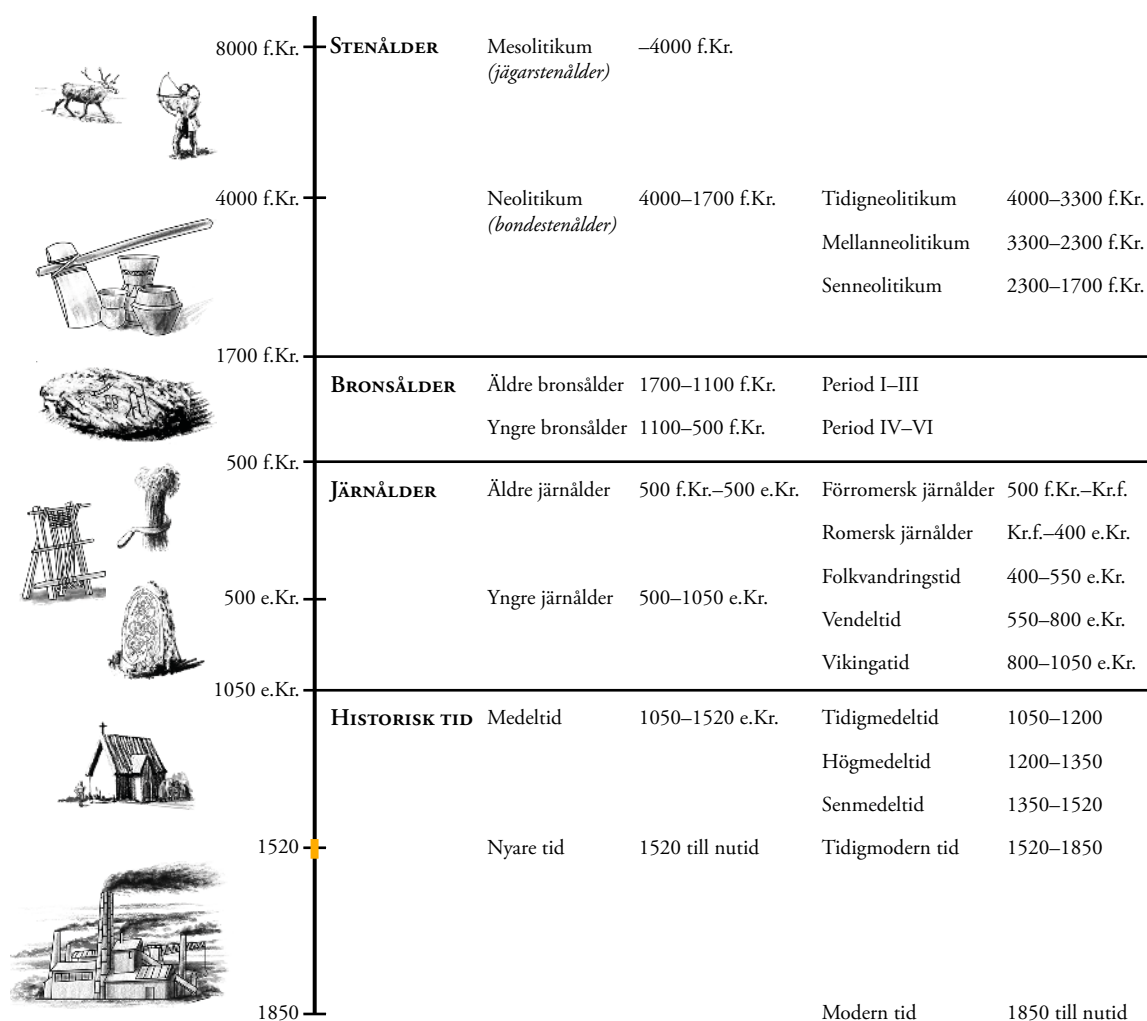 8000 f.Kr. STENÅLDER Mesolitikum –4000 f.Kr.
(jägarstenålder)
4000 f.Kr. Neolitikum 4000–1700 f.Kr. Tidigneolitikum 4000–3300 f.Kr.
(bondestenålder)
Mellanneolitikum 3300–2300 f.Kr.
Senneolitikum 2300–1700 f.Kr.
1700 f.Kr.
BRONSÅLDER Äldre bronsålder 1700–1100 f.Kr. Period I–III
Yngre bronsålder 1100–500 f.Kr. Period IV–VI
500 f.Kr.
JÄRNÅLDER Äldre järnålder 500 f.Kr.–500 e.Kr. Förromersk järnålder 500 f.Kr.–Kr.f.
Romersk järnålder Kr.f.–400 e.Kr.
Folkvandringstid 400–550 e.Kr.
500 e.Kr. Yngre järnålder 500–1050 e.Kr.
Vendeltid 550–800 e.Kr.
Vikingatid 800–1050 e.Kr.
1050 e.Kr.
HISTORISK TID Medeltid 1050–1520 e.Kr. Tidigmedeltid 1050–1200
Högmedeltid 1200–1350
Senmedeltid 1350–1520
1520 Nyare tid 1520 till nutid Tidigmodern tid 1520–1850
1850 Modern tid 1850 till nutid